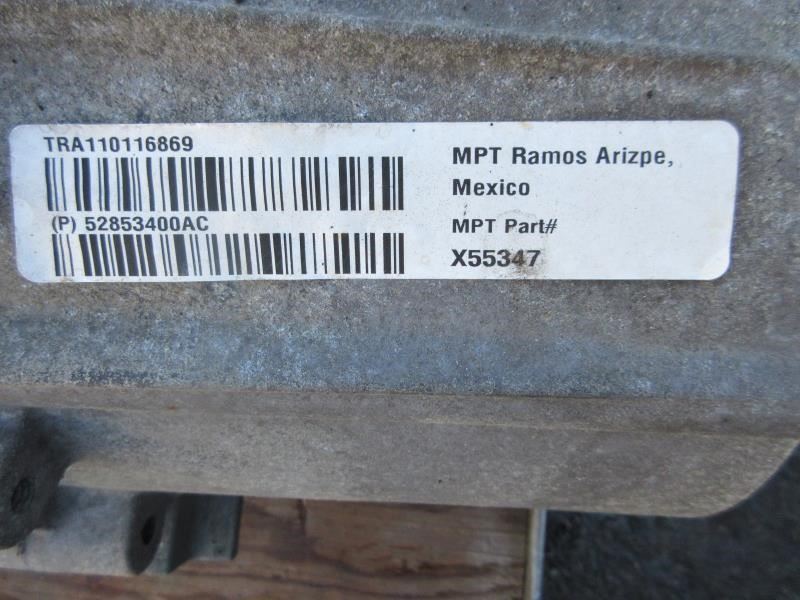 TRA110116869
(P) 52853400AC
MPT Ramos Arizpe,
Mexico
MPT Part#
X55347